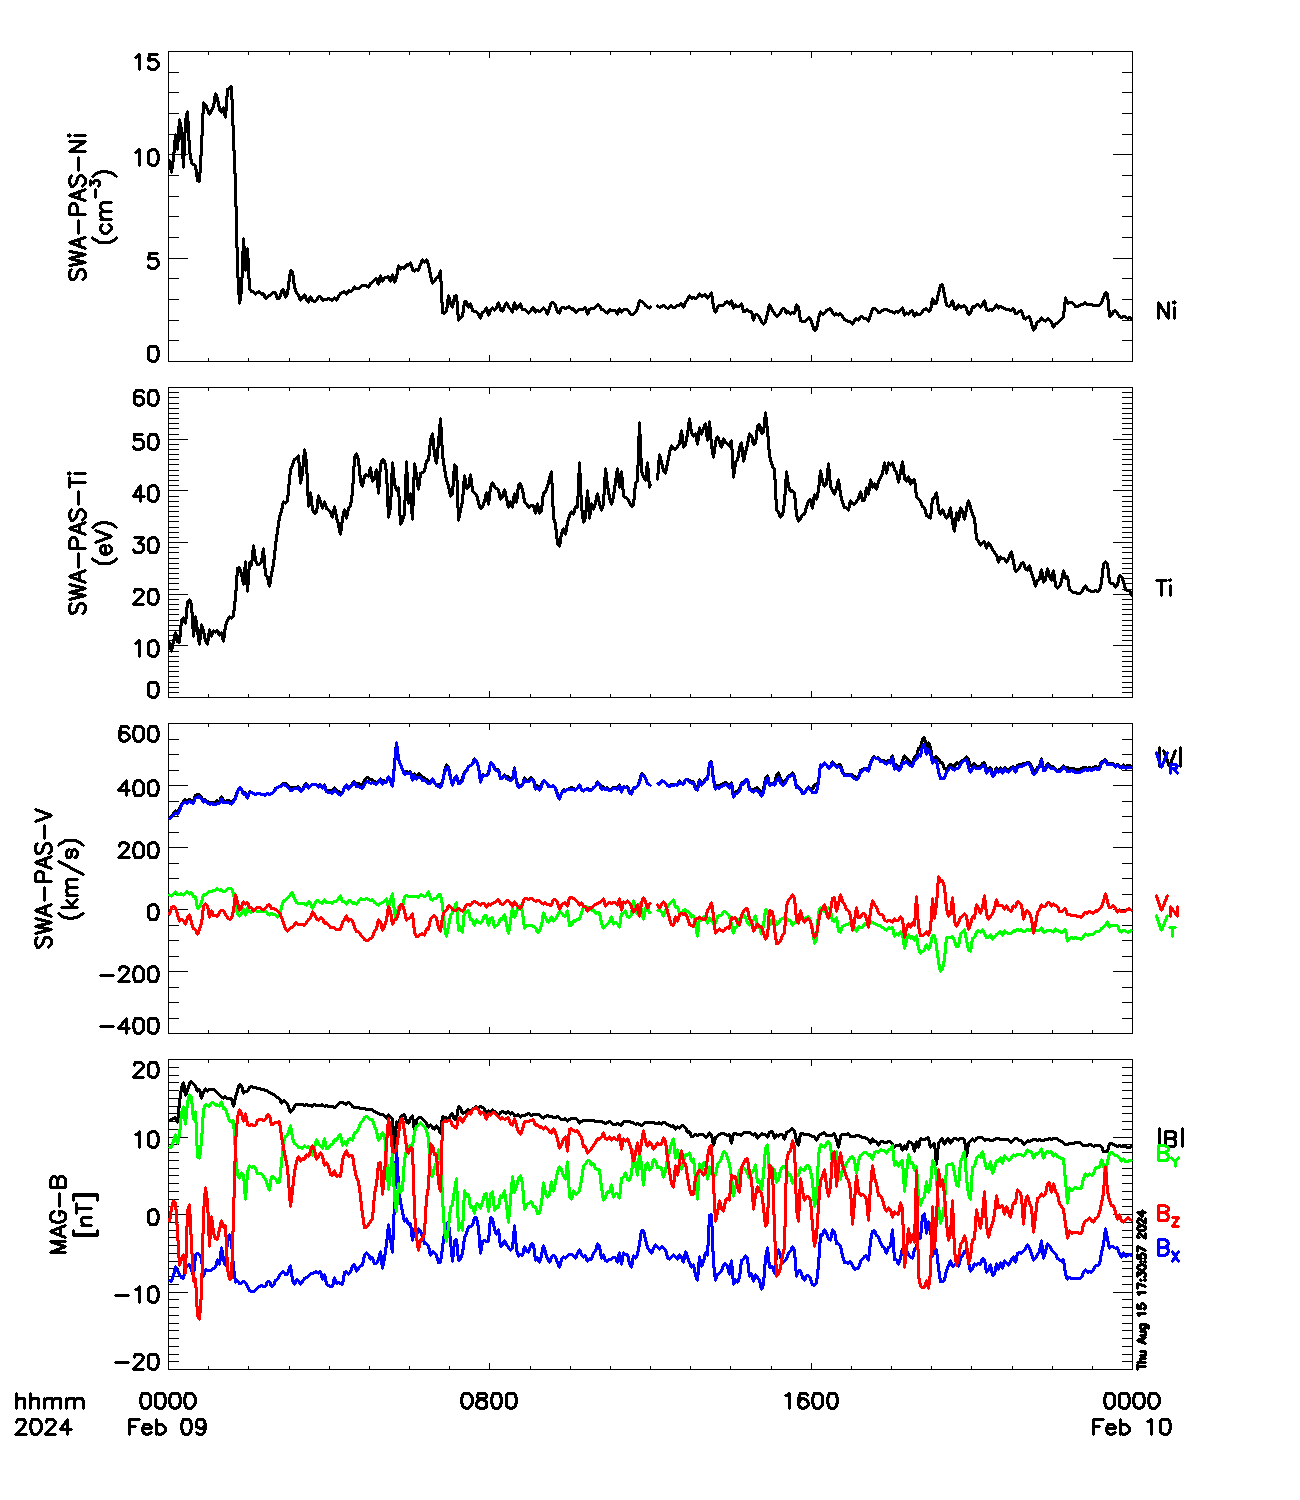 15
10
5
0
SWA-PAS-Ni
(cm⁻³)
Ni
60
50
40
30
20
10
0
SWA-PAS-Ti
(eV)
Ti
600
400
200
0
-200
-400
SWA-PAS-V
(km/s)
|V|
V_R
V_N
V_T
20
10
0
-10
-20
MAG-B
[nT]
|B|
B_Y
B_Z
B_X
Thu Aug 15 17:30:57 2024
hhmm 0000 0800 1600 0000
2024 Feb 09 Feb 10